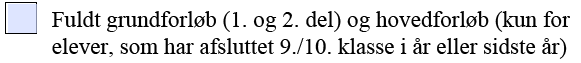 Fuldt grundforløb (1. og 2. del) og hovedforløb (kun for
elever, som har afsluttet 9./10. klasse i år eller sidste år)